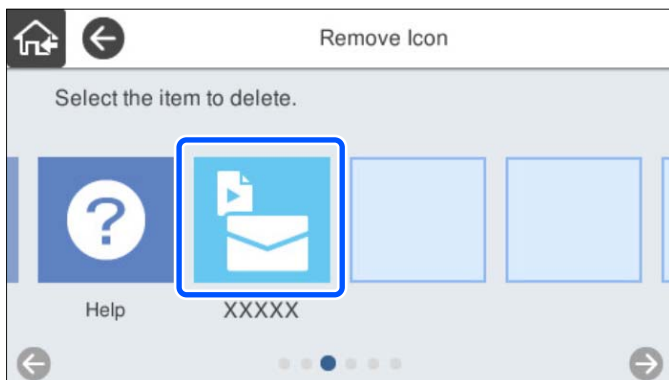 Remove Icon
Select the item to delete.
?
Help
XXXXX